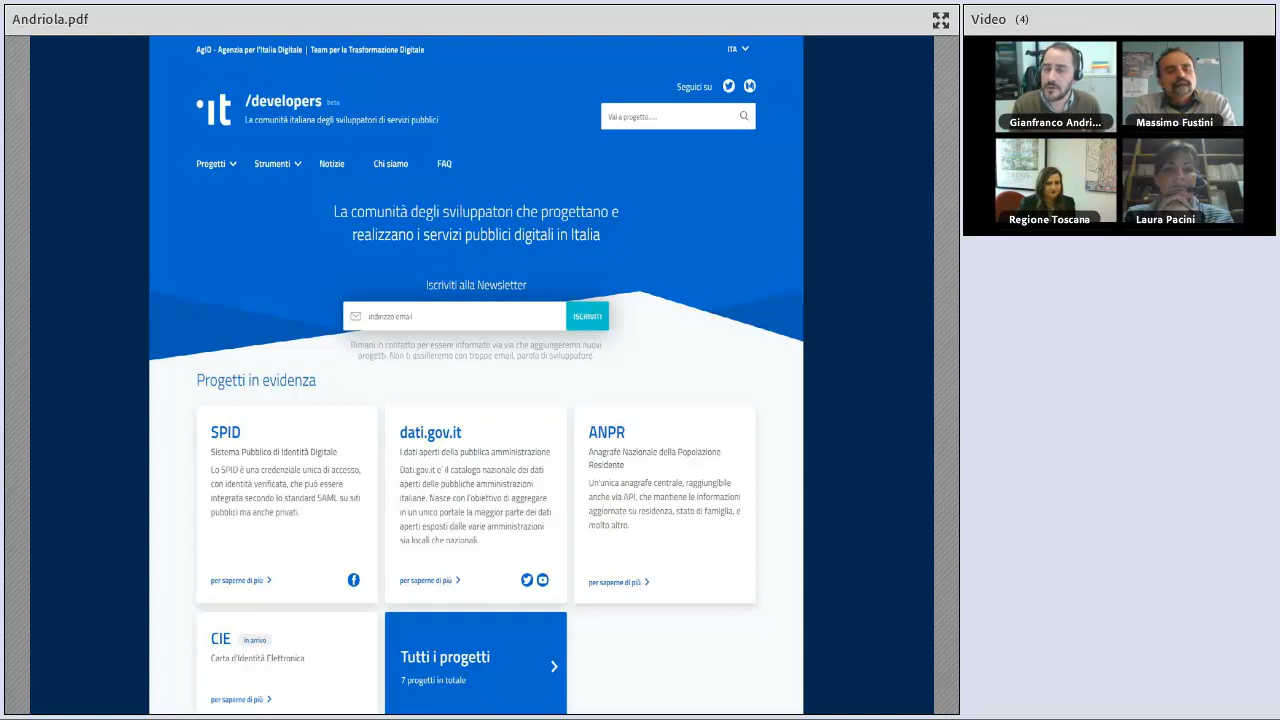 Andriola.pdf
AgID - Agenzia per l'Italia Digitale | Team per la Trasformazione Digitale
ITA
Seguici su
.it /developers beta
La comunità italiana degli sviluppatori di servizi pubblici
Vai a progetto.....
Progetti
Strumenti
Notizie
Chi siamo
FAQ
La comunità degli sviluppatori che progettano e
realizzano i servizi pubblici digitali in Italia
Iscriviti alla Newsletter
indirizzo email
ISCRIVITI
Rimani in contatto per essere informato via via che aggiungeremo nuovi
progetti. Non ti assilleremo con troppe email, parola di sviluppatore.
Progetti in evidenza
SPID
Sistema Pubblico di Identità Digitale
Lo SPID è una credenziale unica di accesso,
con identità verificata, che può essere
integrata secondo lo standard SAML su siti
pubblici ma anche privati.
per saperne di più
dati.gov.it
I dati aperti della pubblica amministrazione
Dati.gov.it e' il catalogo nazionale dei dati
aperti delle pubbliche amministrazioni
italiane. Nasce con l'obiettivo di aggregare
in un unico portale la maggior parte dei dati
aperti esposti dalle varie amministrazioni
sia locali che nazionali.
per saperne di più
ANPR
Anagrafe Nazionale della Popolazione
Residente
Un'unica anagrafe centrale, raggiungibile
anche via API, che mantiene le informazioni
aggiornate su residenza, stato di famiglia, e
molto altro.
per saperne di più
CIE in arrivo
Carta d'Identità Elettronica
per saperne di più
Tutti i progetti
7 progetti in totale
Video (4)
Gianfranco Andri...
Massimo Fustini
Regione Toscana
Laura Pacini